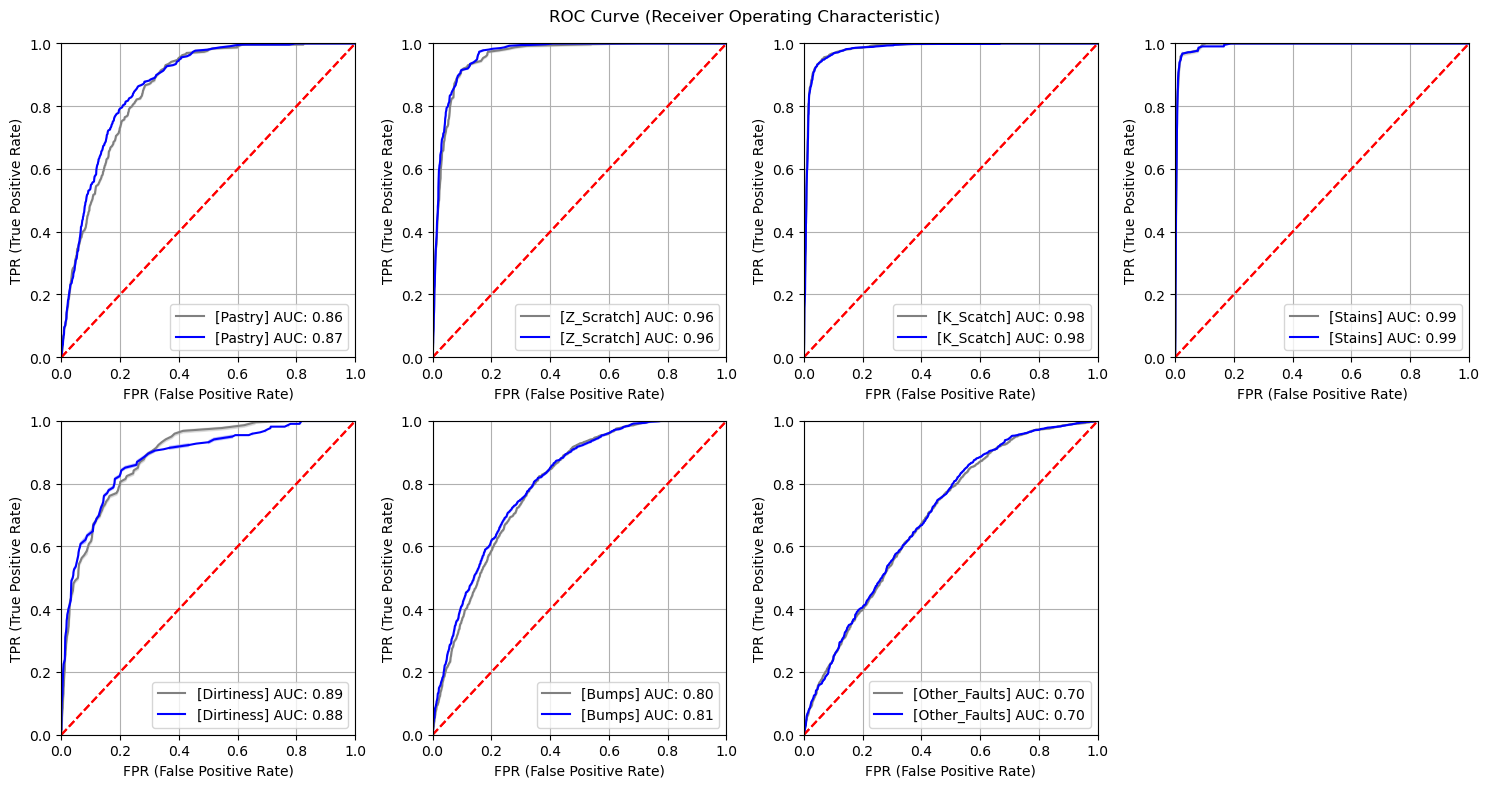 ROC Curve (Receiver Operating Characteristic)
TPR (True Positive Rate)
1.0
0.8
0.6
0.4
0.2
0.0
[Pastry] AUC: 0.86
[Pastry] AUC: 0.87
0.0 0.2 0.4 0.6 0.8 1.0
FPR (False Positive Rate)
TPR (True Positive Rate)
1.0
0.8
0.6
0.4
0.2
0.0
[Z_Scratch] AUC: 0.96
[Z_Scratch] AUC: 0.96
0.0 0.2 0.4 0.6 0.8 1.0
FPR (False Positive Rate)
TPR (True Positive Rate)
1.0
0.8
0.6
0.4
0.2
0.0
[K_Scatch] AUC: 0.98
[K_Scatch] AUC: 0.98
0.0 0.2 0.4 0.6 0.8 1.0
FPR (False Positive Rate)
TPR (True Positive Rate)
1.0
0.8
0.6
0.4
0.2
0.0
[Stains] AUC: 0.99
[Stains] AUC: 0.99
0.0 0.2 0.4 0.6 0.8 1.0
FPR (False Positive Rate)
TPR (True Positive Rate)
1.0
0.8
0.6
0.4
0.2
0.0
[Dirtiness] AUC: 0.89
[Dirtiness] AUC: 0.88
0.0 0.2 0.4 0.6 0.8 1.0
FPR (False Positive Rate)
TPR (True Positive Rate)
1.0
0.8
0.6
0.4
0.2
0.0
[Bumps] AUC: 0.80
[Bumps] AUC: 0.81
0.0 0.2 0.4 0.6 0.8 1.0
FPR (False Positive Rate)
TPR (True Positive Rate)
1.0
0.8
0.6
0.4
0.2
0.0
[Other_Faults] AUC: 0.70
[Other_Faults] AUC: 0.70
0.0 0.2 0.4 0.6 0.8 1.0
FPR (False Positive Rate)